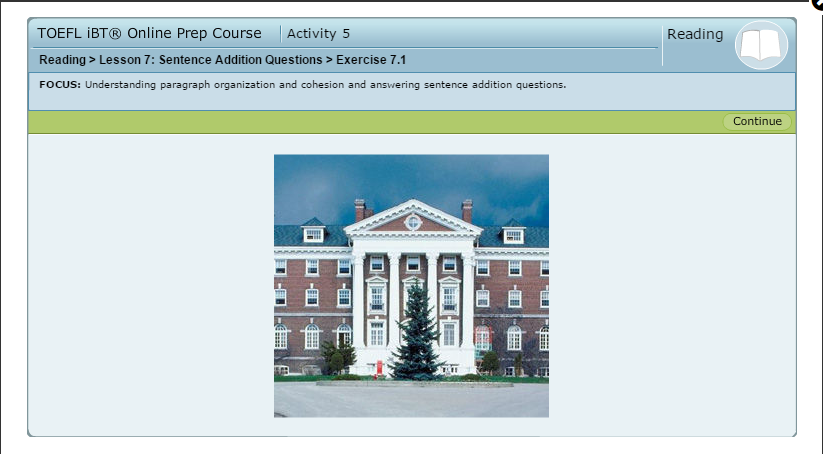 TOEFL iBT® Online Prep Course Activity 5
Reading
Reading > Lesson 7: Sentence Addition Questions > Exercise 7.1
FOCUS: Understanding paragraph organization and cohesion and answering sentence addition questions.
Continue